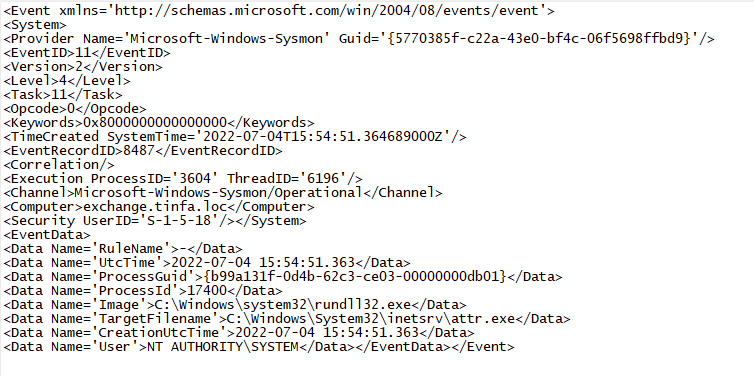 <Event xmlns='http://schemas.microsoft.com/win/2004/08/events/event'>
<System>
<Provider Name='Microsoft-Windows-Sysmon' Guid='{5770385f-c22a-43e0-bf4c-06f5698ffbd9}'/>
<EventID>11</EventID>
<Version>2</Version>
<Level>4</Level>
<Task>11</Task>
<Opcode>0</Opcode>
<Keywords>0x8000000000000000</Keywords>
<TimeCreated SystemTime='2022-07-04T15:54:51.364689000Z'/>
<EventRecordID>8487</EventRecordID>
<Correlation/>
<Execution ProcessID='3604' ThreadID='6196'/>
<Channel>Microsoft-Windows-Sysmon/Operational</Channel>
<Computer>exchange.tinfa.loc</Computer>
<Security UserID='S-1-5-18'/></System>
<EventData>
<Data Name='RuleName'>-</Data>
<Data Name='UtcTime'>2022-07-04 15:54:51.363</Data>
<Data Name='ProcessGuid'>{b99a131f-0d4b-62c3-ce03-00000000db01}</Data>
<Data Name='ProcessId'>17400</Data>
<Data Name='Image'>C:\Windows\system32\rundll32.exe</Data>
<Data Name='TargetFilename'>C:\Windows\System32\inetsrv\attr.exe</Data>
<Data Name='CreationUtcTime'>2022-07-04 15:54:51.363</Data>
<Data Name='User'>NT AUTHORITY\SYSTEM</Data></EventData></Event>